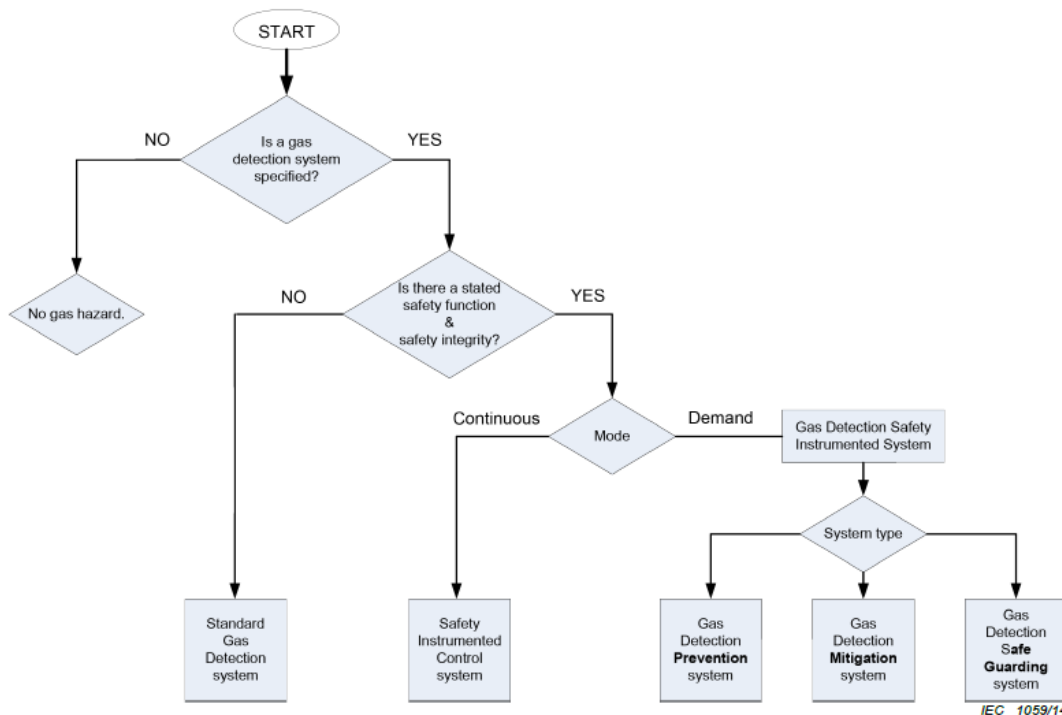 START
NO
YES
Is a gas
detection system
specified?
No gas hazard.
NO
YES
Is there a stated
safety function
&
safety integrity?
Continuous
Demand
Mode
Gas Detection Safety
Instrumented System
System type
Standard
Gas
Detection
system
Safety
Instrumented
Control
system
Gas
Detection
Prevention
system
Gas
Detection
Mitigation
system
Gas
Detection
Safe
Guarding
system